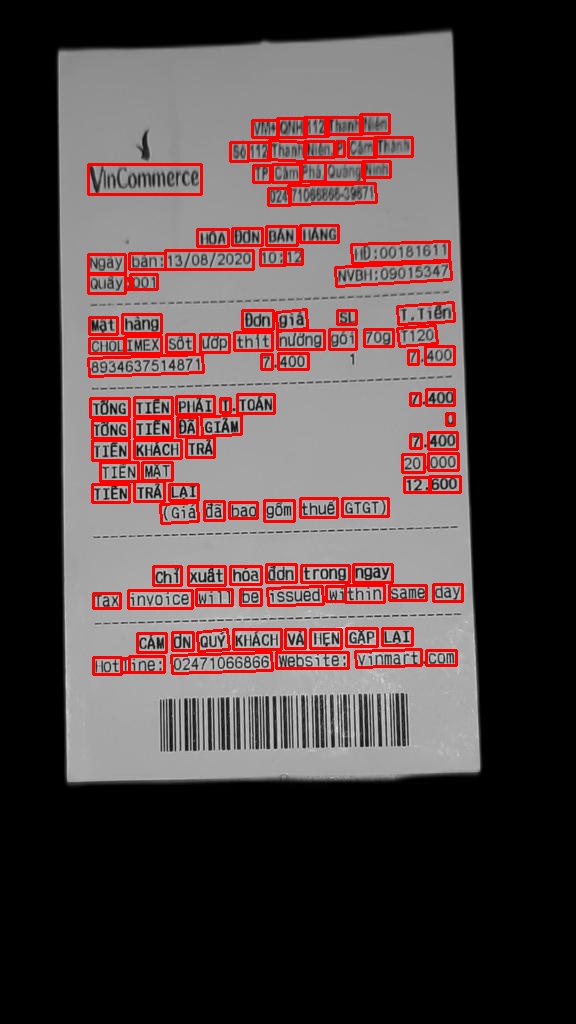 VinCommerce
VM+ QNH 112 Thanh Niên
Số 112 Thanh Niên, P. Cẩm Thành
TP. Cẩm Phả, Quảng Ninh
02471066866-39671
HÓA ĐƠN BÁN HÀNG
Ngày bán:13/08/2020 10:12 HĐ:00181611
Quầy:001 NVBH:09015347
Mặt hàng Đơn giá SL T.Tiền
CHOLIMEX Sốt ướp thịt nướng gói 70g T120
8934637514871 7.400 1 7.400
TỔNG TIỀN PHẢI T.TOÁN 7.400
TỔNG TIỀN ĐÃ GIẢM 0
TIỀN KHÁCH TRẢ 7.400
TIỀN MẶT 20.000
TIỀN TRẢ LẠI 12.600
(Giá đã bao gồm thuế GTGT)
Chỉ xuất hóa đơn trong ngày
Tax invoice will be issued within same day
CẢM ƠN QUÝ KHÁCH VÀ HẸN GẶP LẠI
Hotline: 02471066866 Website: vinmart.com